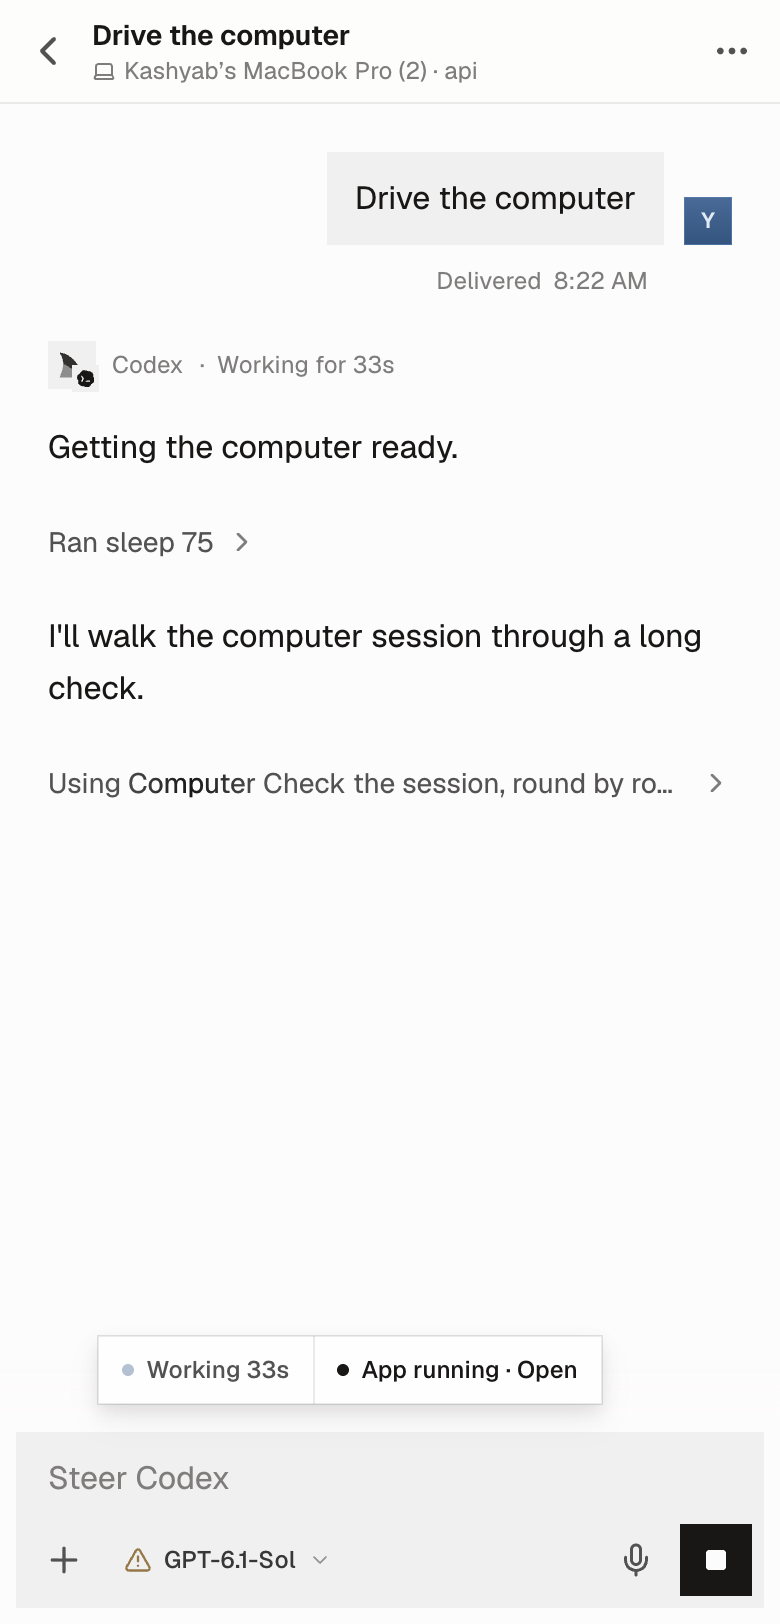 Drive the computer
Kashyab’s MacBook Pro (2) · api
Drive the computer
Y
Delivered 8:22 AM
Codex · Working for 33s
Getting the computer ready.
Ran sleep 75
I'll walk the computer session through a long
check.
Using Computer Check the session, round by ro...
Working 33s
App running · Open
Steer Codex
GPT-6.1-Sol